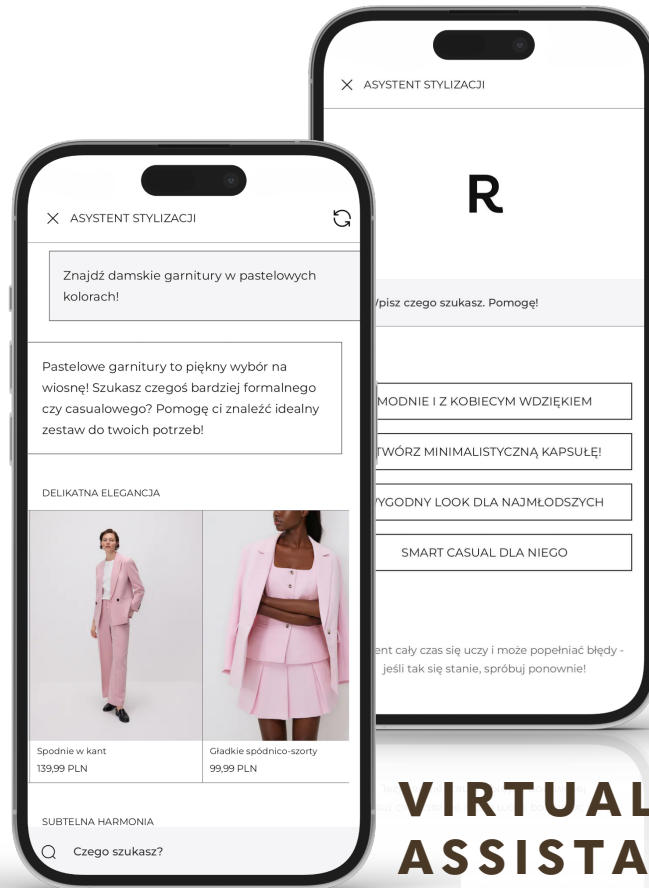 ASYSTENT STYLIZACJI
R
pisz czego szukasz. Pomogę!
MODNIE I Z KOBIECYM WDZIĘKIEM
TWÓRZ MINIMALISTYCZNĄ KAPSUŁĘ!
YGODNY LOOK DLA NAJMŁODSZYCH
SMART CASUAL DLA NIEGO
ent cały czas się uczy i może popełniać błędy -
jeśli tak się stanie, spróbuj ponownie!
ASYSTENT STYLIZACJI
Znajdź damskie garnitury w pastelowych
kolorach!
Pastelowe garnitury to piękny wybór na
wiosnę! Szukasz czegoś bardziej formalnego
czy casualowego? Pomogę ci znaleźć idealny
zestaw do twoich potrzeb!
DELIKATNA ELEGANCJA
Spodnie w kant
139,99 PLN
Gładkie spódnico-szorty
99,99 PLN
SUBTELNA HARMONIA
Czego szukasz?
VIRTUAL
ASSISTA